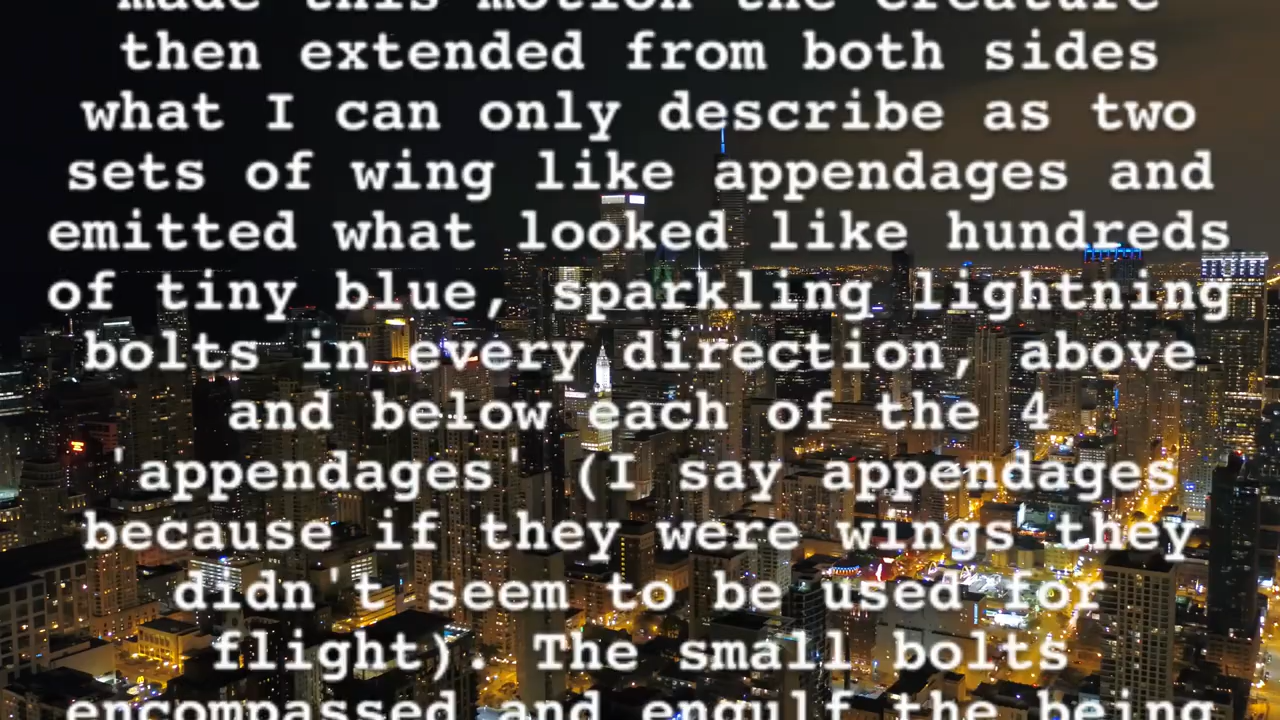 made this motion the creature
then extended from both sides
what I can only describe as two
sets of wing like appendages and
emitted what looked like hundreds
of tiny blue, sparkling lightning
bolts in every direction, above
and below each of the 4
'appendages' (I say appendages
because if they were wings they
didn't seem to be used for
flight). The small bolts
encompassed and engulf the being